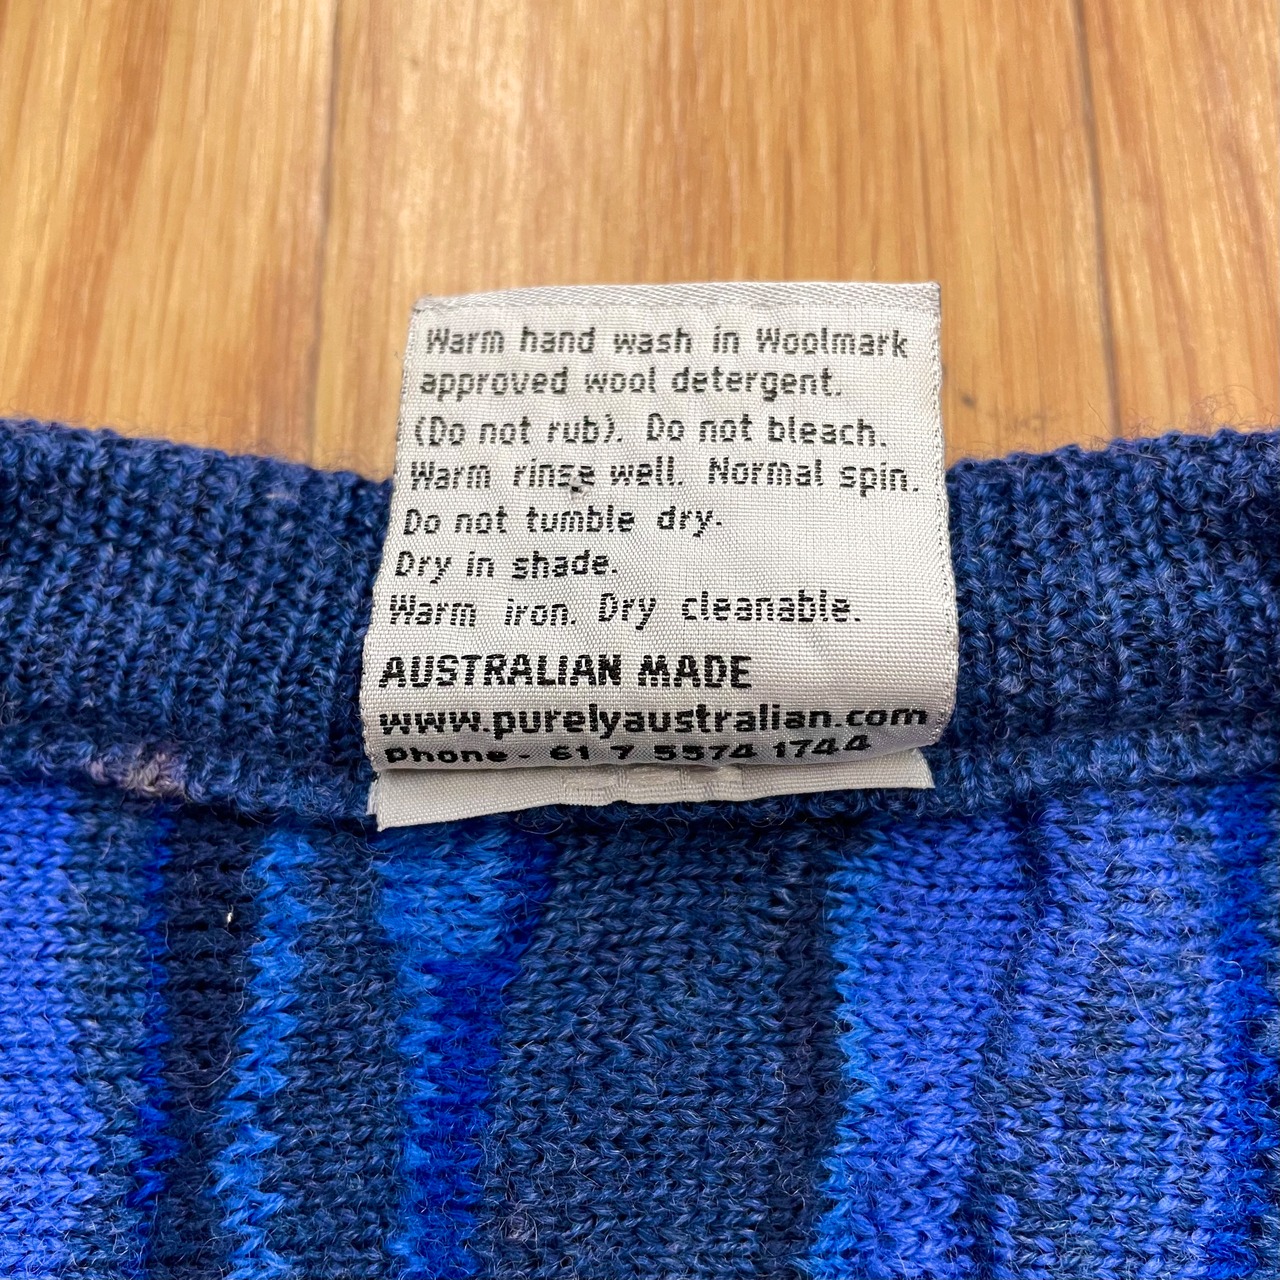 Warm hand wash in Woolmark
approved wool detergent.
(Do not rub). Do not bleach.
Warm rinse well. Normal spin.
Do not tumble dry.
Dry in shade.
Warm iron. Dry cleanable.
AUSTRALIAN MADE
www.purelyaustralian.com
Phone - 61 7 5574 1744